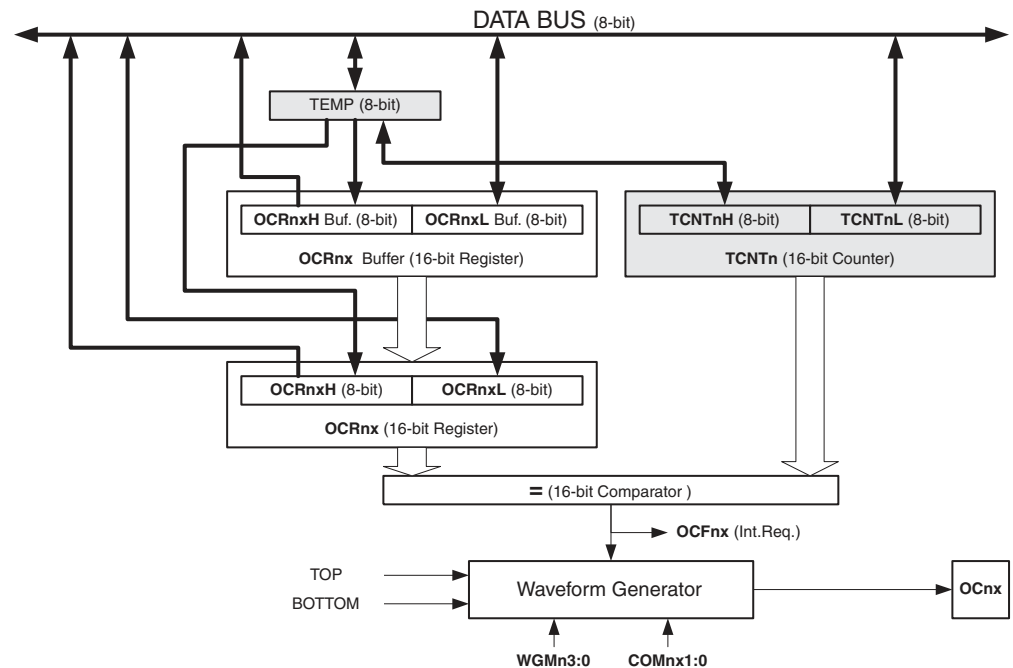 DATA BUS (8-bit)
TEMP (8-bit)
OCRnxH Buf. (8-bit) OCRnxL Buf. (8-bit)
OCRnx Buffer (16-bit Register)
TCNTnH (8-bit) TCNTnL (8-bit)
TCNTn (16-bit Counter)
OCRnxH (8-bit) OCRnxL (8-bit)
OCRnx (16-bit Register)
= (16-bit Comparator )
OCFnx (Int.Req.)
TOP
BOTTOM
Waveform Generator
OCnx
WGMn3:0 COMnx1:0